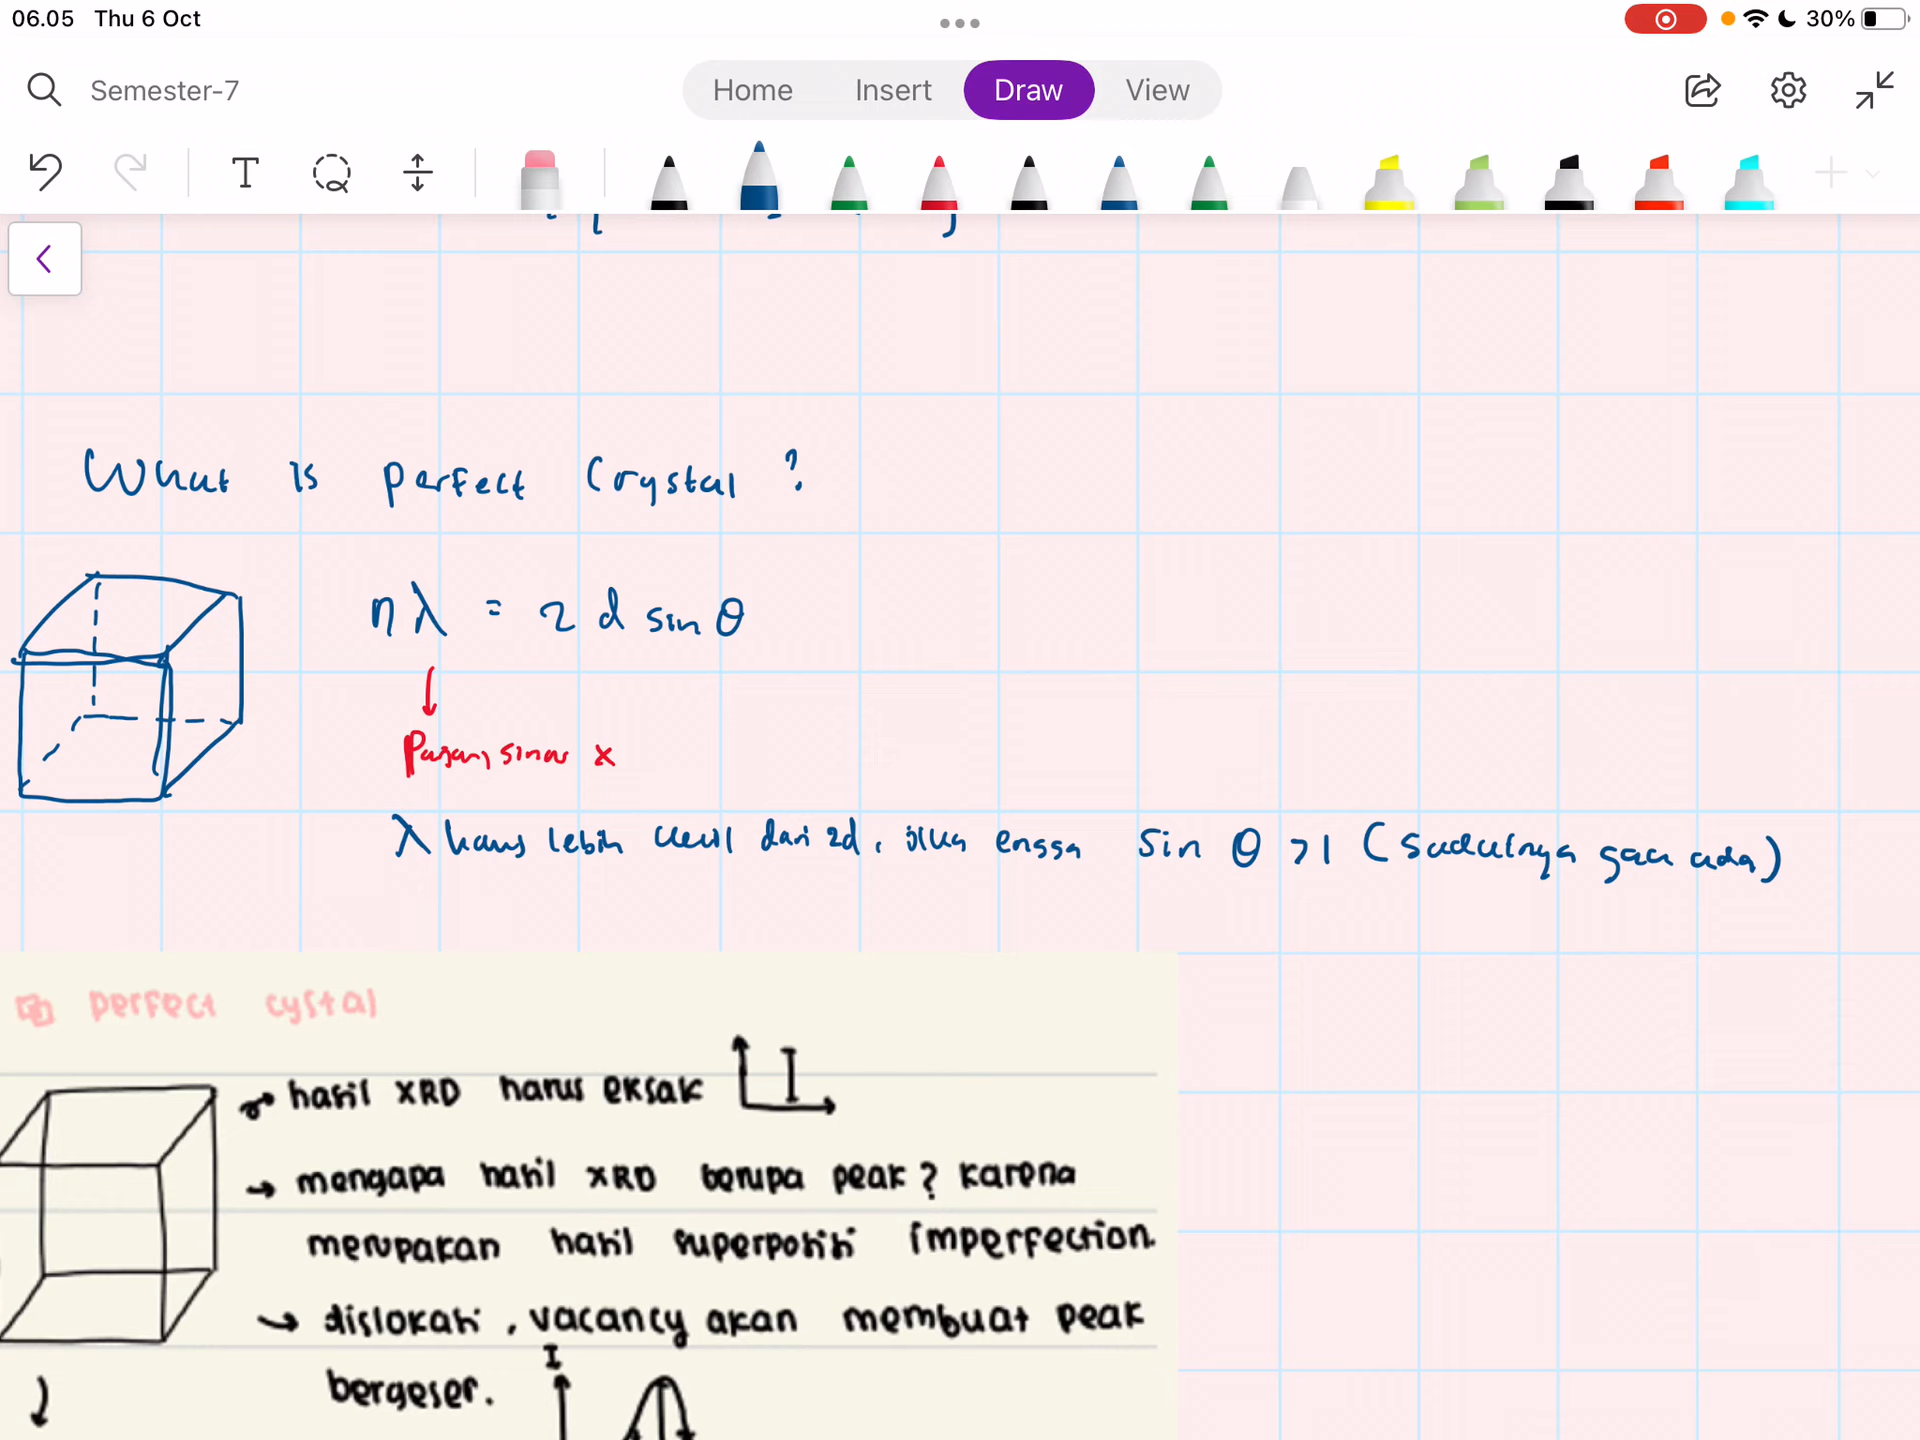 06.05 Thu 6 Oct
30%
Semester-7
Home Insert Draw View
T
What is perfect Crystal ?
nλ = 2 d sin θ
Panjang sinar x
λ harus lebih kecil dari 2d, jika engga sin θ >1 (sudutnya gaa ada)
perfect cystal
hasil XRD harus eksak
I
→ mengapa hasil XRD berupa peak? karena
merupakan hasil superposisi imperfection.
dislokasi, vacancy akan membuat peak
bergeser.
I